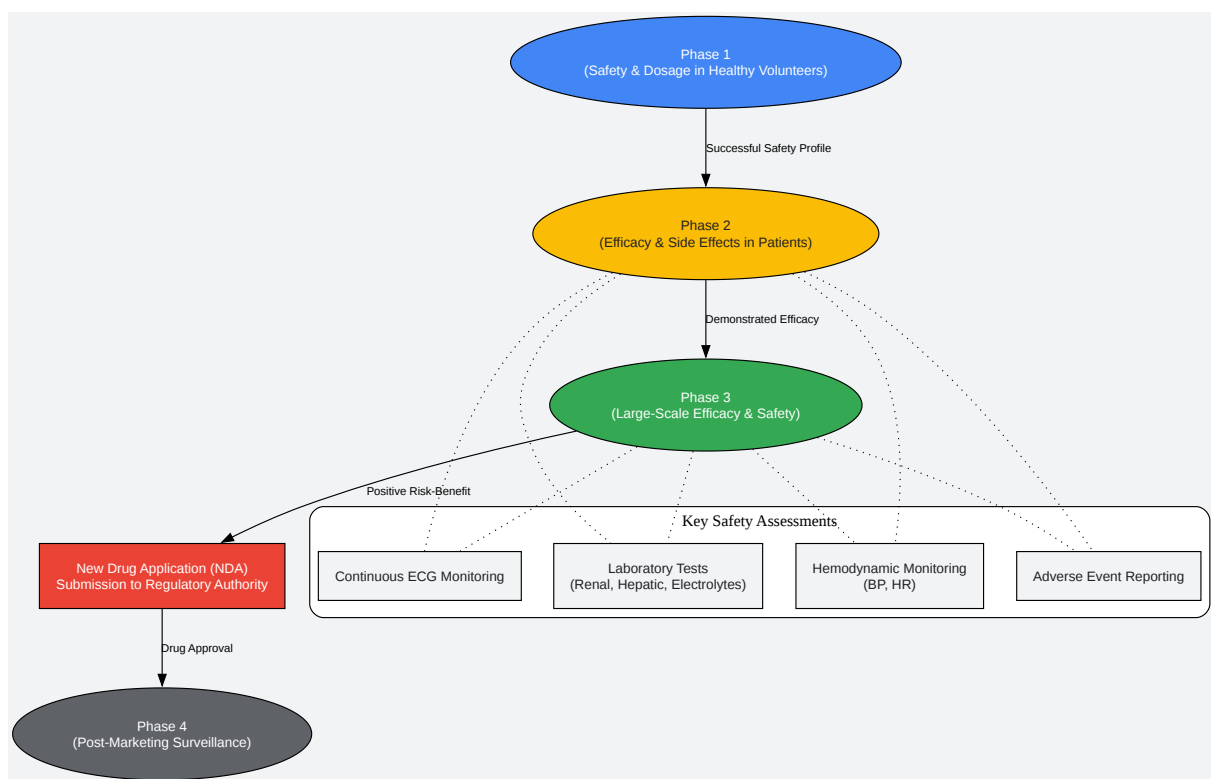 Phase 1
(Safety & Dosage in Healthy Volunteers)
Successful Safety Profile
Phase 2
(Efficacy & Side Effects in Patients)
Demonstrated Efficacy
Phase 3
(Large-Scale Efficacy & Safety)
Positive Risk-Benefit
Key Safety Assessments
New Drug Application (NDA)
Submission to Regulatory Authority
Continuous ECG Monitoring
Laboratory Tests
(Renal, Hepatic, Electrolytes)
Hemodynamic Monitoring
(BP, HR)
Adverse Event Reporting
Drug Approval
Phase 4
(Post-Marketing Surveillance)